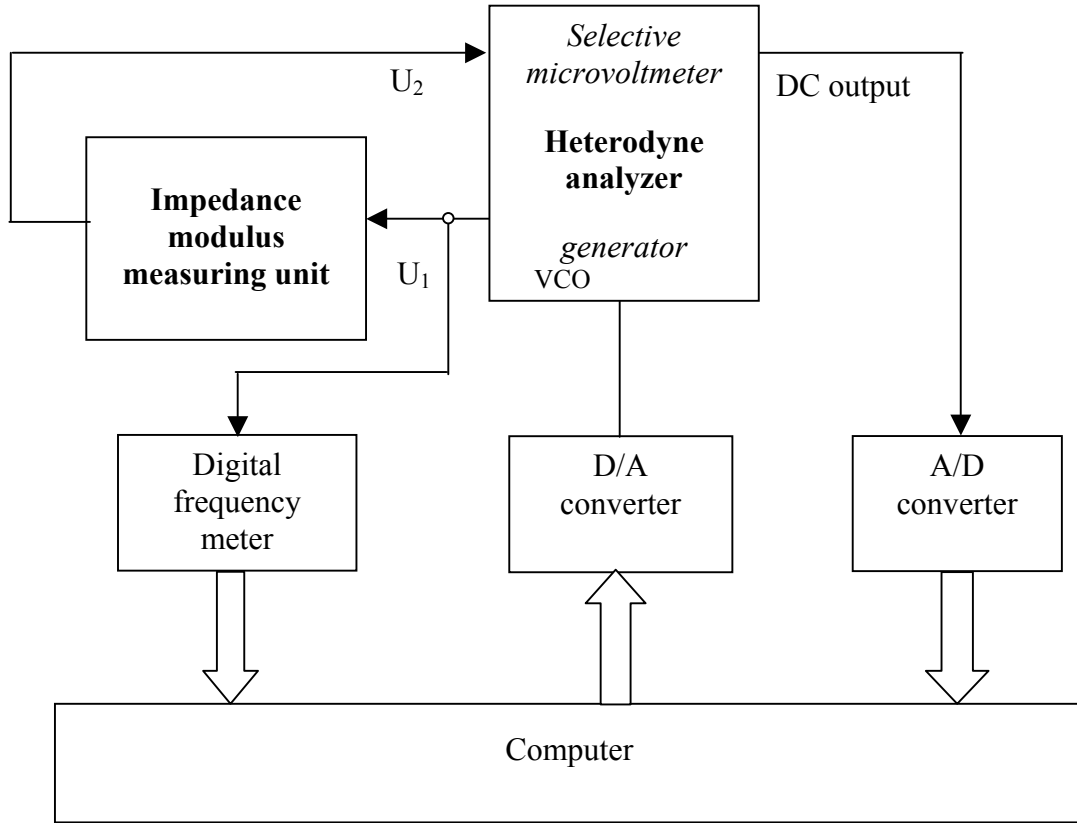 Selective
microvoltmeter
U₂
DC output
Heterodyne
analyzer
Impedance
modulus
measuring unit
generator
U₁
VCO
Digital
frequency
meter
D/A
converter
A/D
converter
Computer